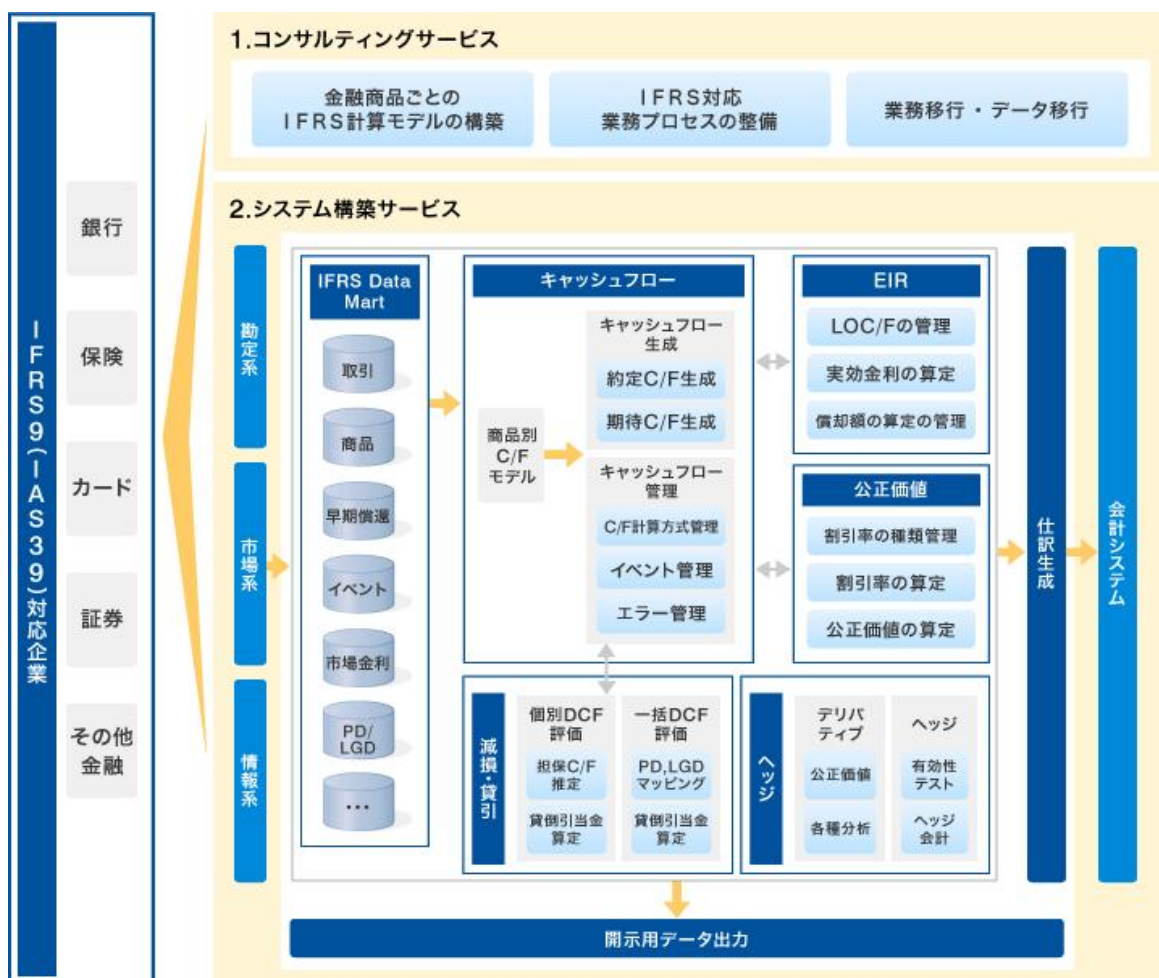 IFRS9(IAS39)対応企業
銀行
保険
カード
証券
その他
金融
1.コンサルティングサービス
金融商品ごとの
IFRS計算モデルの構築
IFRS対応
業務プロセスの整備
業務移行・データ移行
2.システム構築サービス
勘定系
市場系
情報系
IFRS Data
Mart
取引
商品
早期償還
イベント
市場金利
PD/
LGD
...
キャッシュフロー
商品別
C/F
モデル
キャッシュフロー
生成
約定C/F生成
期待C/F生成
キャッシュフロー
管理
C/F計算方式管理
イベント管理
エラー管理
EIR
LOC/Fの管理
実効金利の算定
償却額の算定の管理
公正価値
割引率の種類管理
割引率の算定
公正価値の算定
減損・貸引
個別DCF
評価
担保C/F
推定
貸倒引当金
算定
一括DCF
評価
PD,LGD
マッピング
貸倒引当金
算定
ヘッジ
デリバ
ティブ
公正価値
各種分析
ヘッジ
有効性
テスト
ヘッジ
会計
仕訳生成
会計システム
開示用データ出力